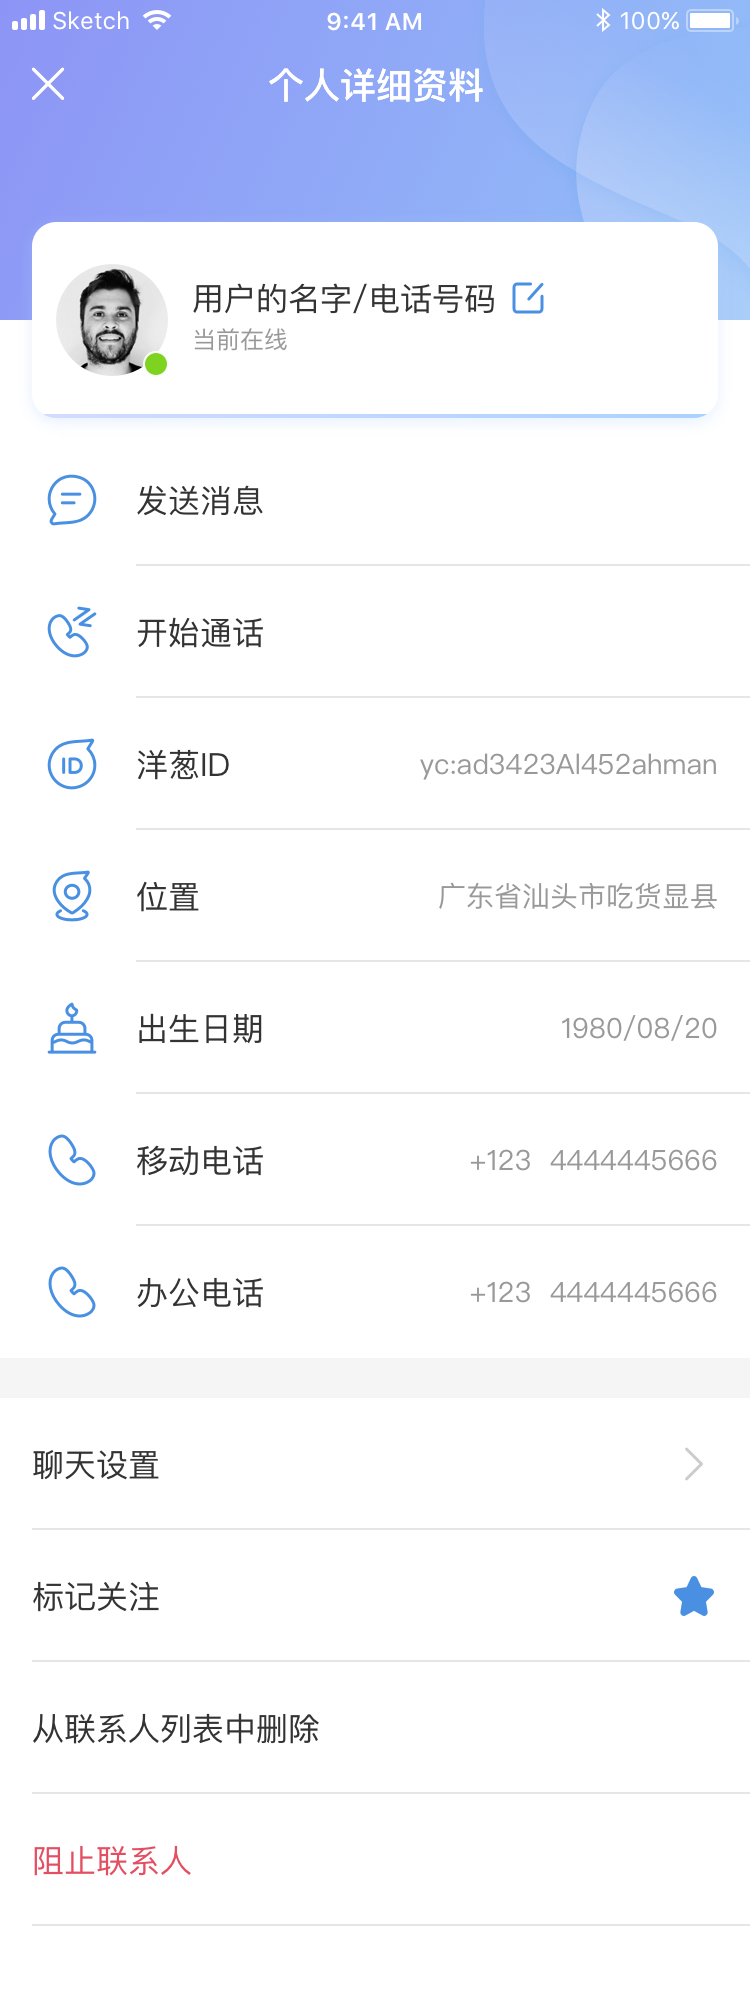 Sketch 9:41 AM 100%
个人详细资料
用户的名字/电话号码
当前在线
发送消息
开始通话
ID 洋葱ID yc:ad3423Al452ahman
位置 广东省汕头市吃货显县
出生日期 1980/08/20
移动电话 +123 4444445666
办公电话 +123 4444445666
聊天设置
标记关注
从联系人列表中删除
阻止联系人